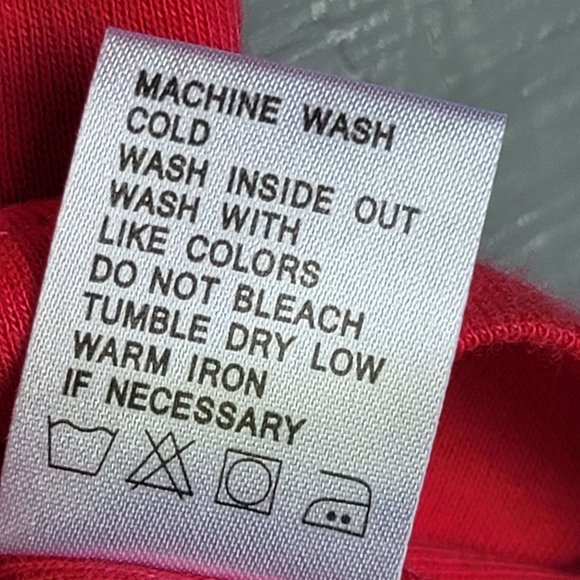 MACHINE WASH
COLD
WASH INSIDE OUT
WASH WITH
LIKE COLORS
DO NOT BLEACH
TUMBLE DRY LOW
WARM IRON
IF NECESSARY